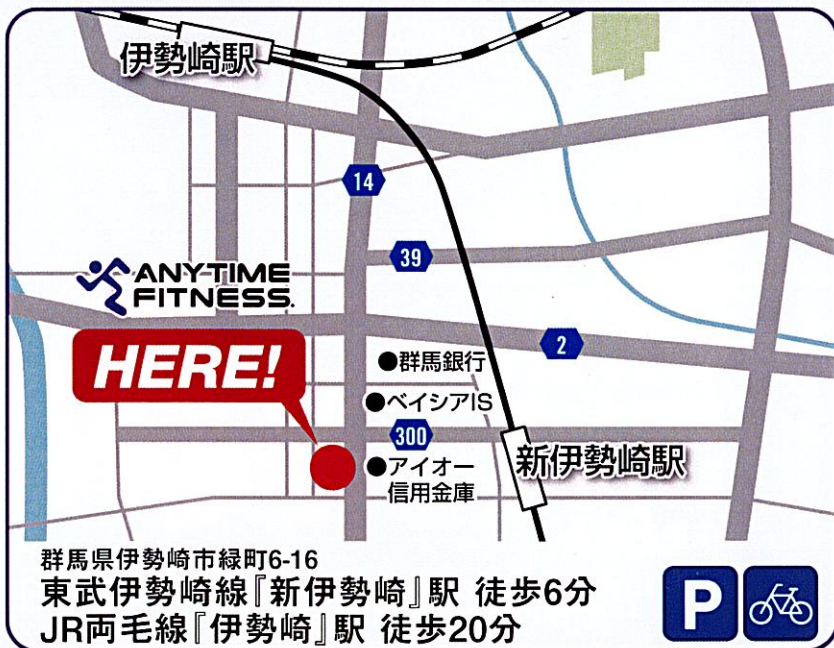 伊勢崎駅
14
39
ANYTIME
FITNESS.
HERE!
2
●群馬銀行
●ベイシアIS
300
●アイオー
信用金庫
新伊勢崎駅
群馬県伊勢崎市緑町6-16
東武伊勢崎線『新伊勢崎』駅 徒歩6分
JR両毛線『伊勢崎』駅 徒歩20分
P